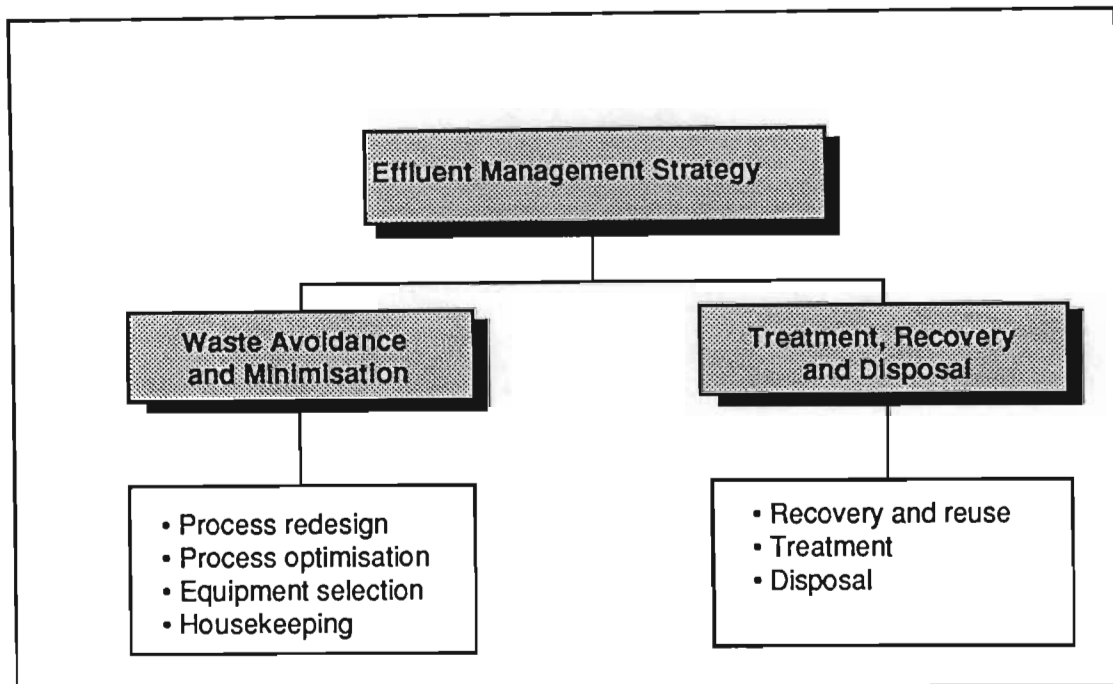 Effluent Management Strategy
Waste Avoidance
and Minimisation
Treatment, Recovery
and Disposal
• Process redesign
• Process optimisation
• Equipment selection
• Housekeeping
• Recovery and reuse
• Treatment
• Disposal